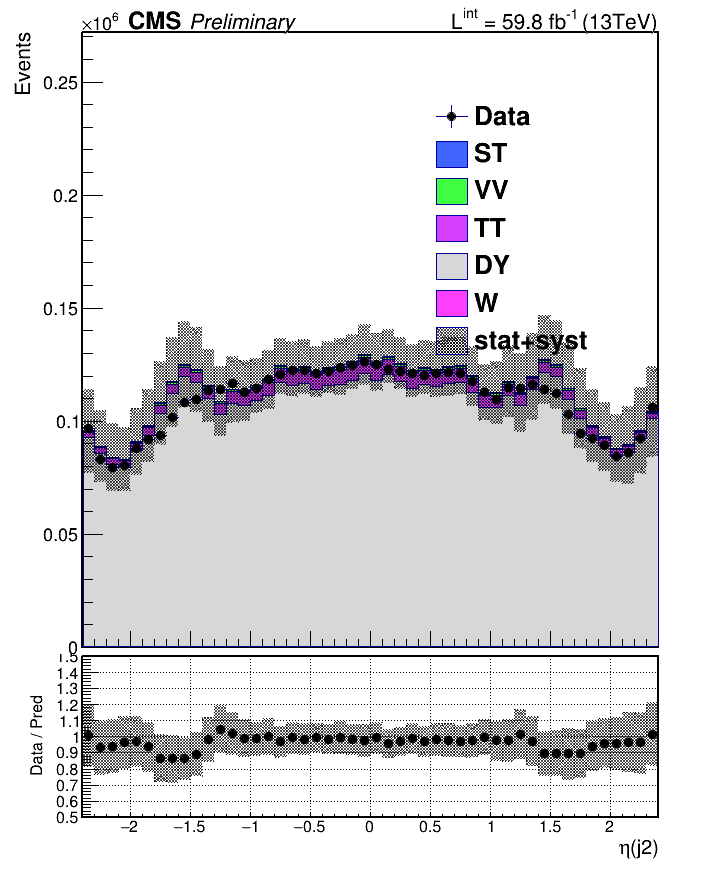 ×10⁶ CMS Preliminary L^int = 59.8 fb⁻¹ (13TeV)
Events
0.25
0.2
0.15
0.1
0.05
0
Data
ST
VV
TT
DY
W
stat+syst
Data / Pred
1.5
1.4
1.3
1.2
1.1
1
0.9
0.8
0.7
0.6
0.5
−2 −1.5 −1 −0.5 0 0.5 1 1.5 2
η(j2)